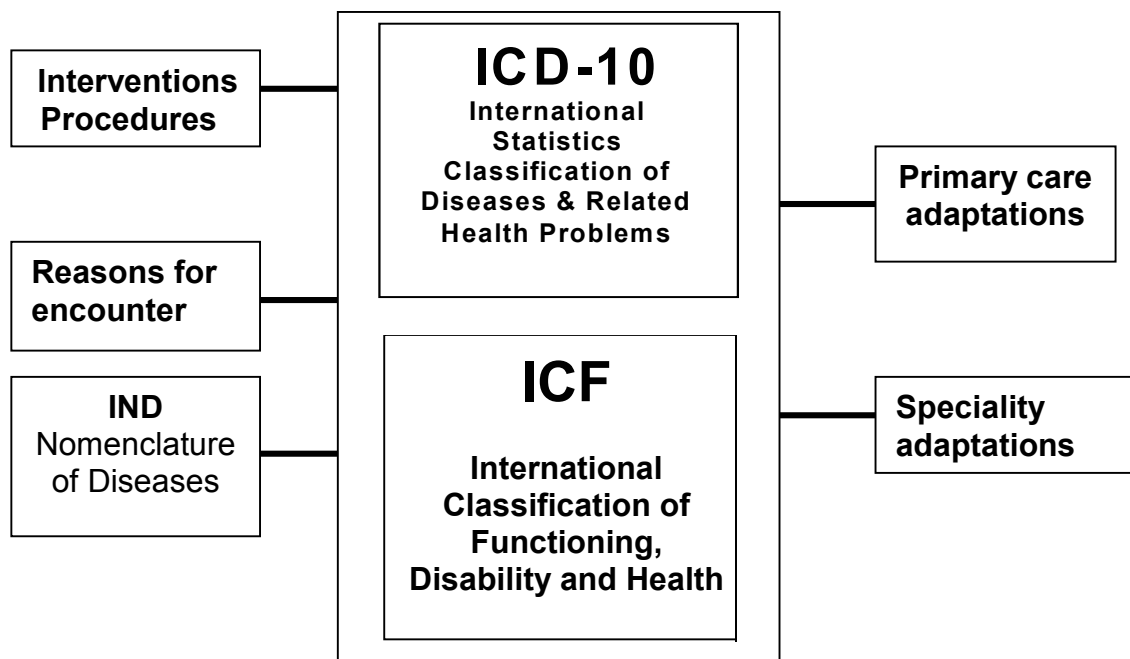 Interventions
Procedures
Reasons for
encounter
IND
Nomenclature
of Diseases
ICD-10
International
Statistics
Classification of
Diseases & Related
Health Problems
ICF
International
Classification of
Functioning,
Disability and Health
Primary care
adaptations
Speciality
adaptations